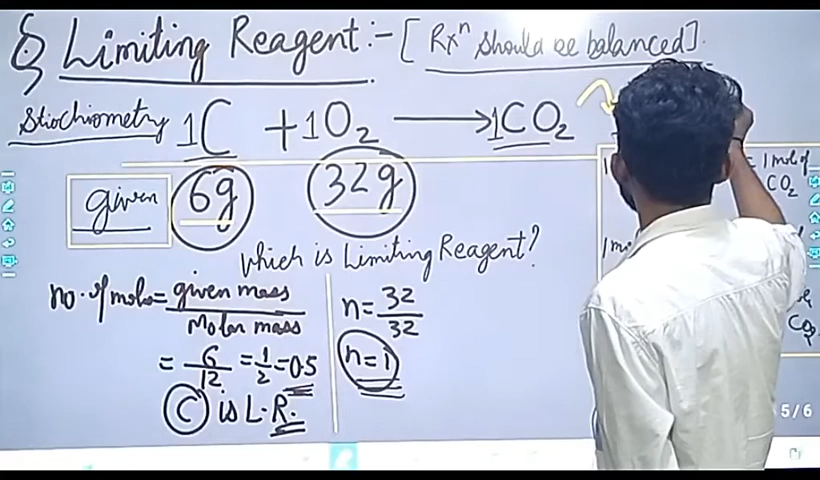 § Limiting Reagent:- [Rxⁿ should be balanced].
Stiochiometry 1C + 1O₂ → 1CO₂
given 6g 32g
= 1 mol of
CO₂
which is Limiting Reagent?
no. of mole = given mass / Molar mass
n = 32/32
= 6/12 = 1/2 = 0.5
n = 1
C is L.R.
CO₂
5/6